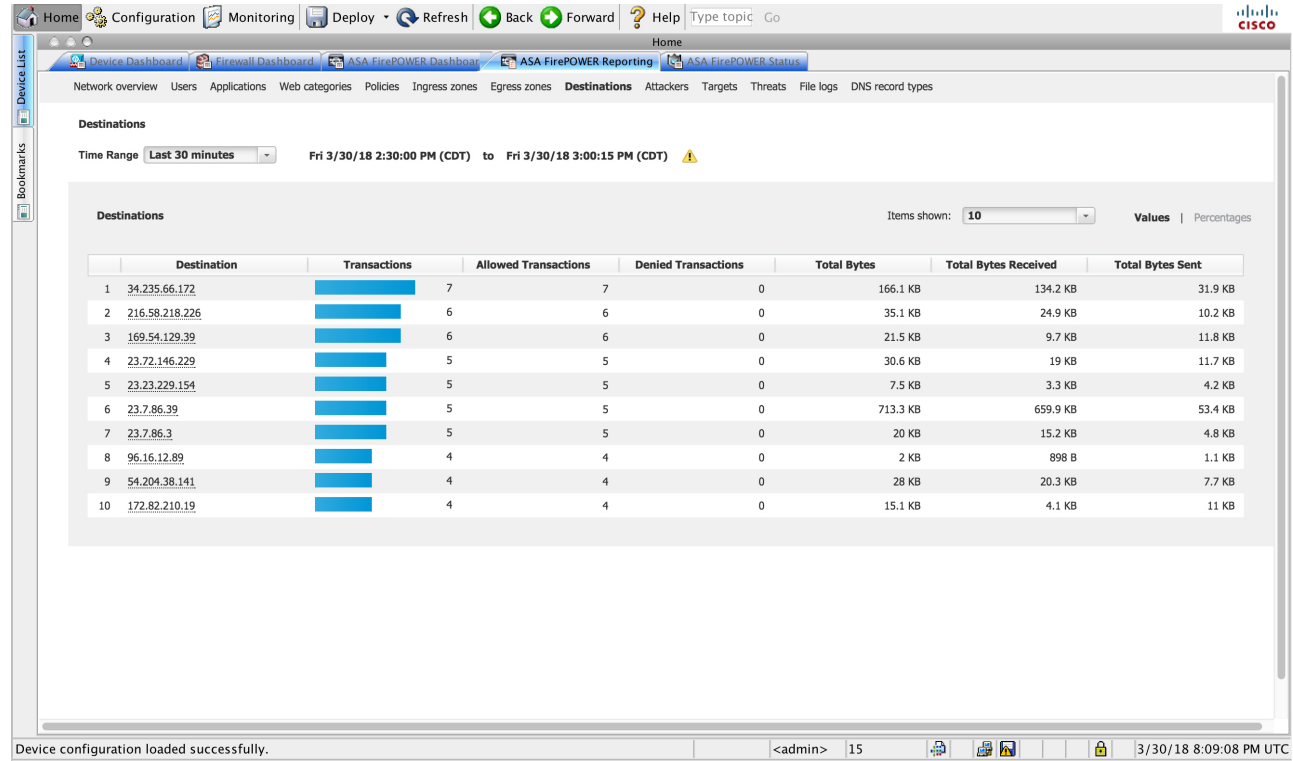 Home Configuration Monitoring Deploy Refresh Back Forward Help Type topic Go
CISCO
Home
Device List
Bookmarks
Device Dashboard Firewall Dashboard ASA FirePOWER Dashboar ASA FirePOWER Reporting ASA FirePOWER Status
Network overview Users Applications Web categories Policies Ingress zones Egress zones Destinations Attackers Targets Threats File logs DNS record types
Destinations
Time Range Last 30 minutes Fri 3/30/18 2:30:00 PM (CDT) to Fri 3/30/18 3:00:15 PM (CDT)
Destinations Items shown: 10 Values | Percentages
Destination Transactions Allowed Transactions Denied Transactions Total Bytes Total Bytes Received Total Bytes Sent
1 34.235.66.172 7 7 0 166.1 KB 134.2 KB 31.9 KB
2 216.58.218.226 6 6 0 35.1 KB 24.9 KB 10.2 KB
3 169.54.129.39 6 6 0 21.5 KB 9.7 KB 11.8 KB
4 23.72.146.229 5 5 0 30.6 KB 19 KB 11.7 KB
5 23.23.229.154 5 5 0 7.5 KB 3.3 KB 4.2 KB
6 23.7.86.39 5 5 0 713.3 KB 659.9 KB 53.4 KB
7 23.7.86.3 5 5 0 20 KB 15.2 KB 4.8 KB
8 96.16.12.89 4 4 0 2 KB 898 B 1.1 KB
9 54.204.38.141 4 4 0 28 KB 20.3 KB 7.7 KB
10 172.82.210.19 4 4 0 15.1 KB 4.1 KB 11 KB
Device configuration loaded successfully. <admin> 15 3/30/18 8:09:08 PM UTC